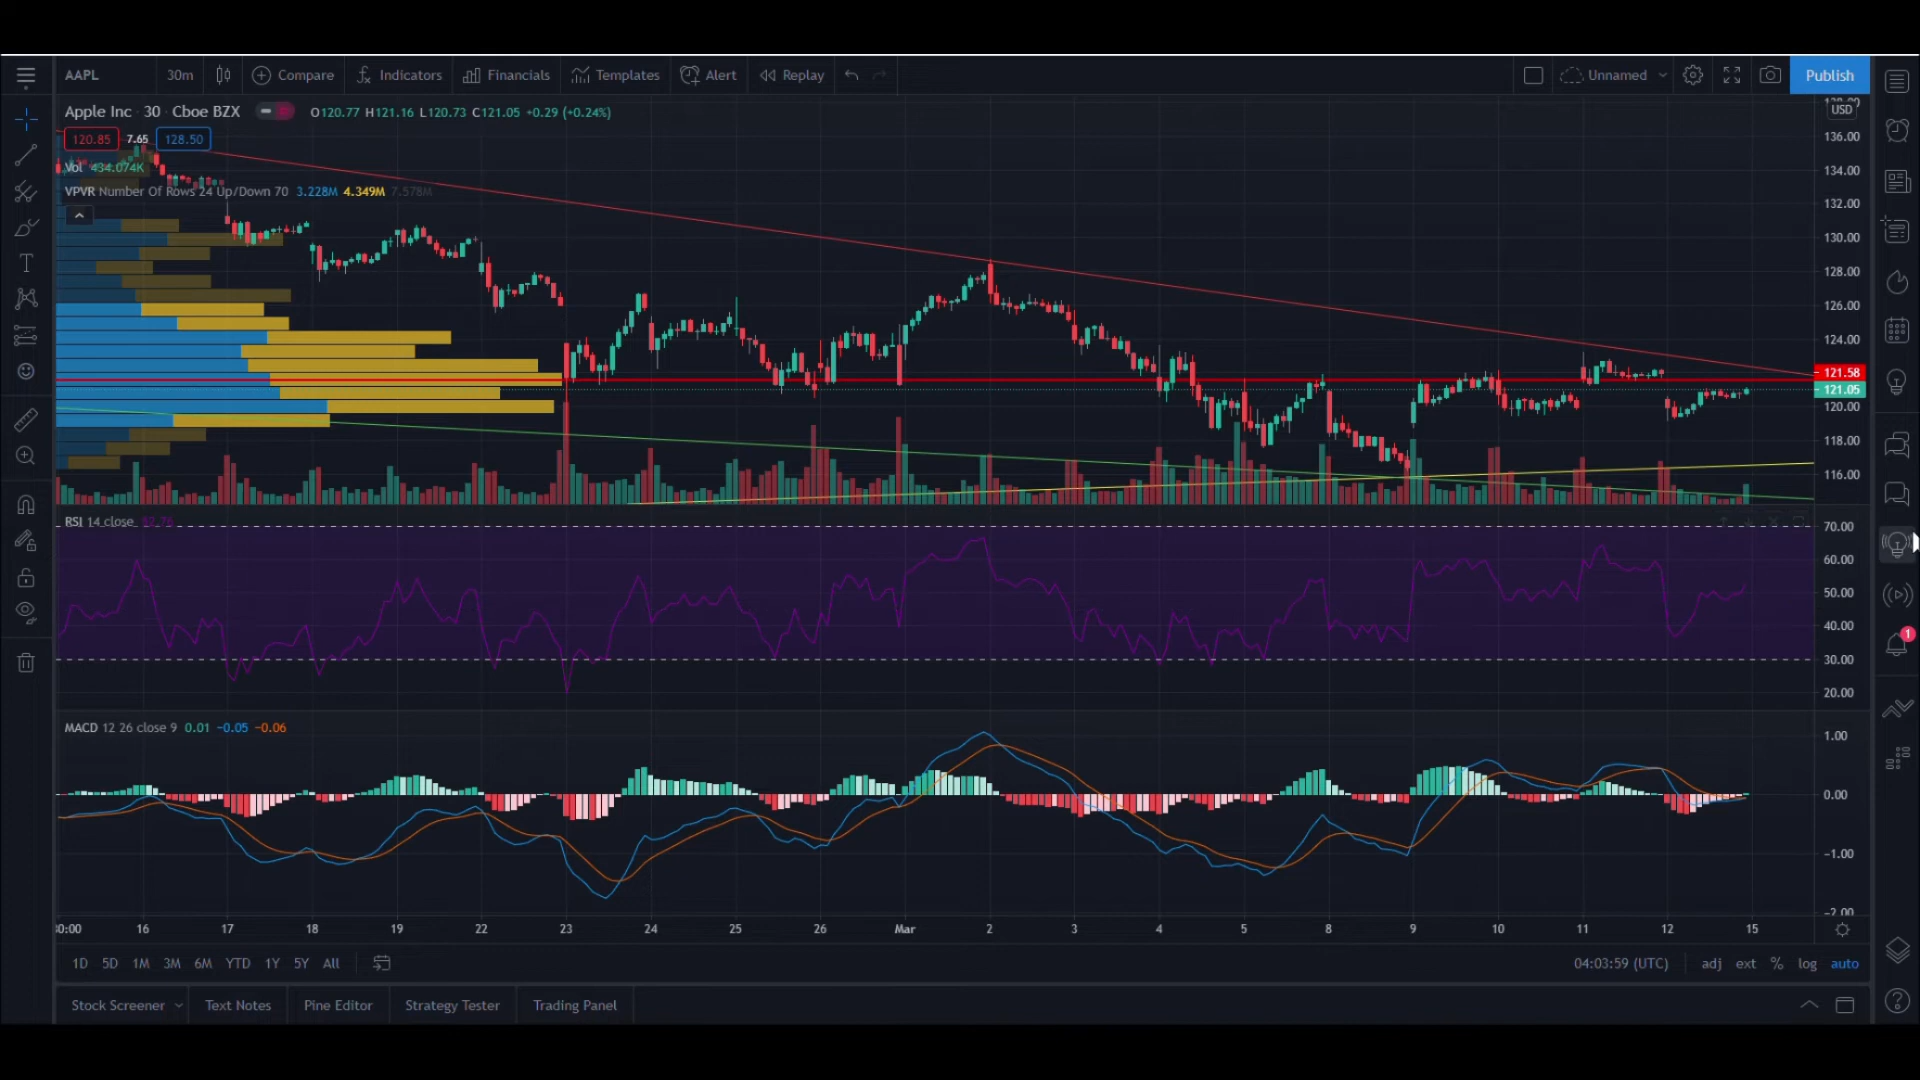 AAPL 30m Compare Indicators Financials Templates Alert Replay Unnamed Publish
Apple Inc · 30 · Cboe BZX O120.77 H121.16 L120.73 C121.05 +0.29 (+0.24%)
USD
120.85 7.65 128.50
Vol 434.074K
VPVR Number Of Rows 24 Up/Down 70 3.228M 4.349M 7.578M
136.00
134.00
132.00
130.00
128.00
126.00
124.00
121.58
121.05
120.00
118.00
116.00
RSI 14 close
70.00
60.00
50.00
40.00
30.00
20.00
MACD 12 26 close 9 0.01 −0.05 −0.06
1.00
0.00
−1.00
−2.00
16 17 18 19 22 23 24 25 26 Mar 2 3 4 5 8 9 10 11 12 15
1D 5D 1M 3M 6M YTD 1Y 5Y All 04:03:59 (UTC) adj ext % log auto
Stock Screener Text Notes Pine Editor Strategy Tester Trading Panel
1